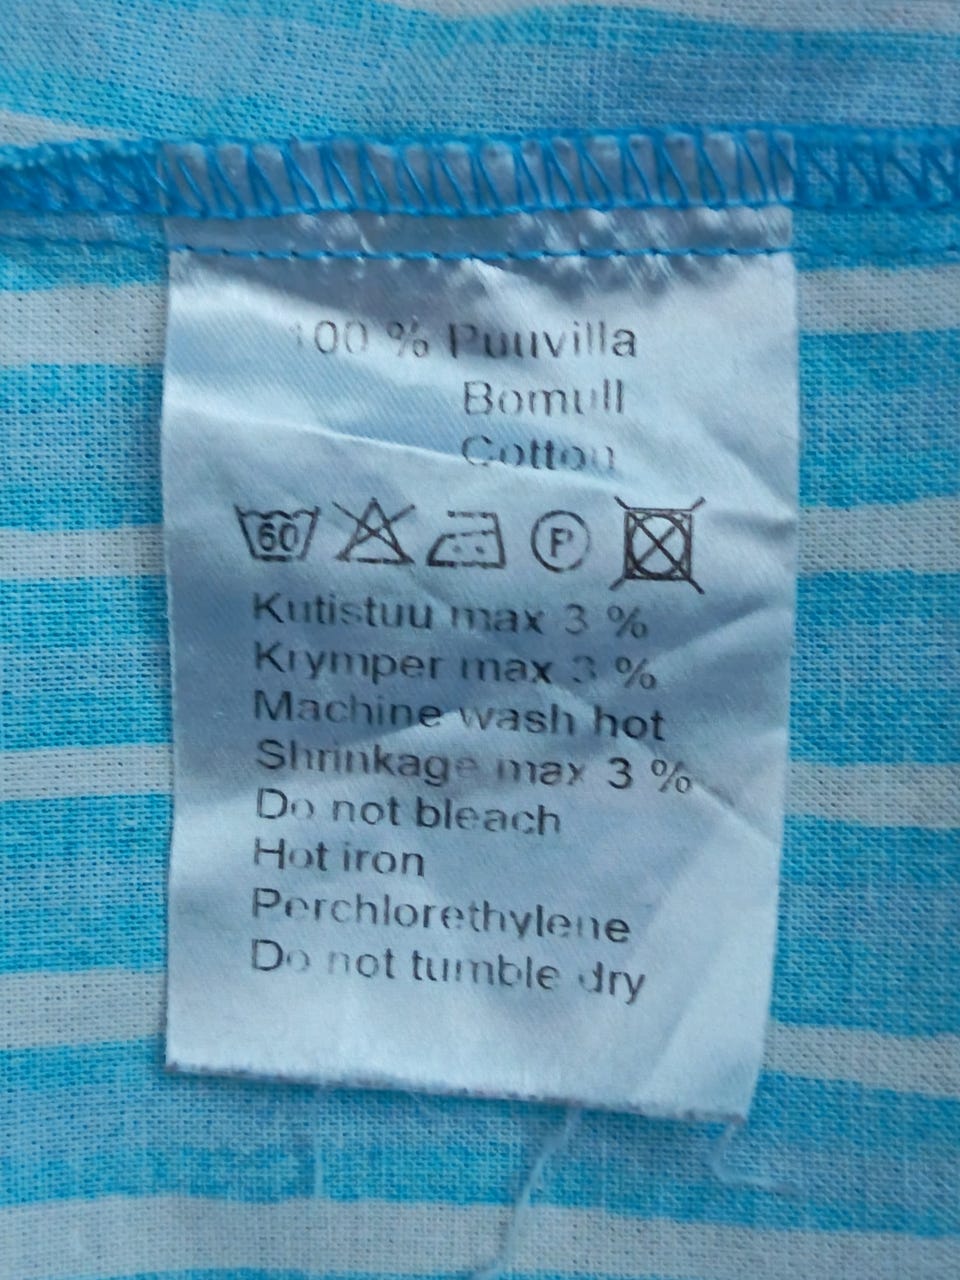 100 % Puuvilla
Bomull
Cotton
60 P
Kutistuu max 3 %
Krymper max 3 %
Machine wash hot
Shrinkage max 3 %
Do not bleach
Hot iron
Perchlorethylene
Do not tumble dry